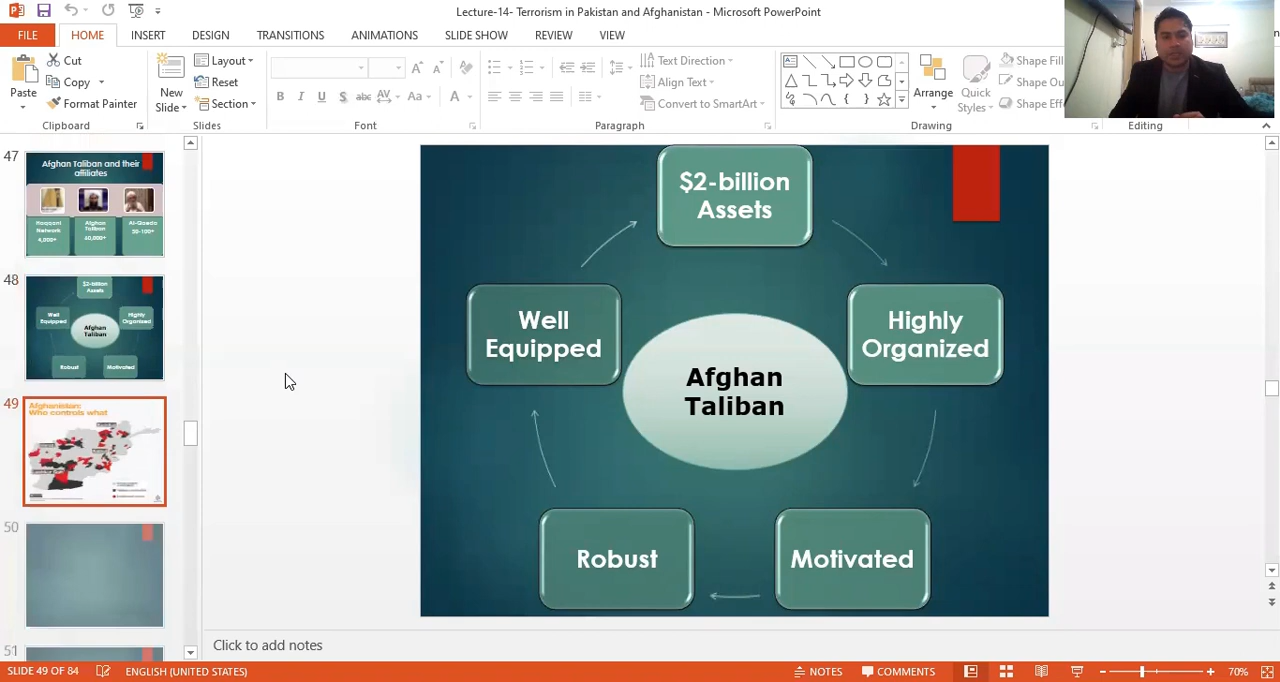 Lecture-14- Terrorism in Pakistan and Afghanistan - Microsoft PowerPoint
FILE HOME INSERT DESIGN TRANSITIONS ANIMATIONS SLIDE SHOW REVIEW VIEW
Paste
Cut
Copy
Format Painter
Clipboard
New
Slide
Layout
Reset
Section
Slides
B I U S abc AV Aa A
Font
Paragraph
Text Direction
Align Text
Convert to SmartArt
Arrange
Quick
Styles
Shape Fill
Shape Ou
Shape Eff
Drawing
Editing
47
Afghan Taliban and their
affiliates
Haqqani
Network
4,000+
Afghan
Taliban
60,000+
Al-Qaeda
48
$2-billion
Assets
Well
Equipped
Highly
Organized
Afghan
Taliban
Robust
Motivated
49
Afghanistan:
Who controls what
50
51
$2-billion
Assets
Well
Equipped
Highly
Organized
Afghan
Taliban
Robust
Motivated
Click to add notes
SLIDE 49 OF 84
ENGLISH (UNITED STATES)
NOTES
COMMENTS
70%